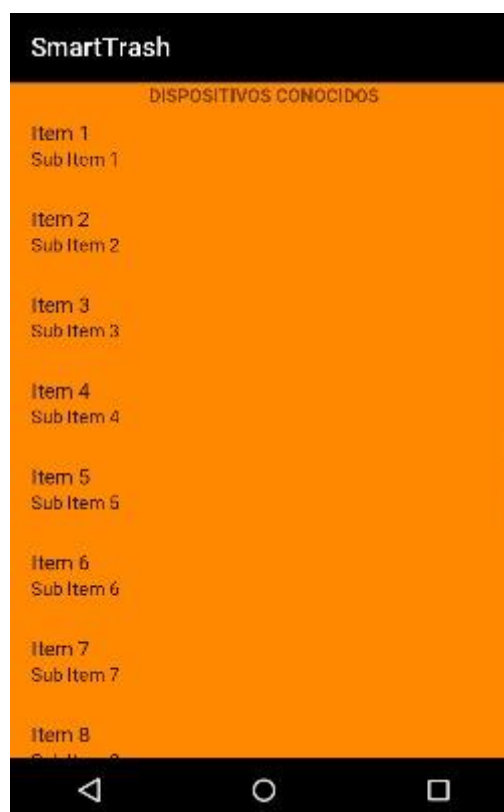 SmartTrash
DISPOSITIVOS CONOCIDOS
Item 1
Sub Item 1
Item 2
Sub Item 2
Item 3
Sub Item 3
Item 4
Sub Item 4
Item 5
Sub Item 5
Item 6
Sub Item 6
Item 7
Sub Item 7
Item 8